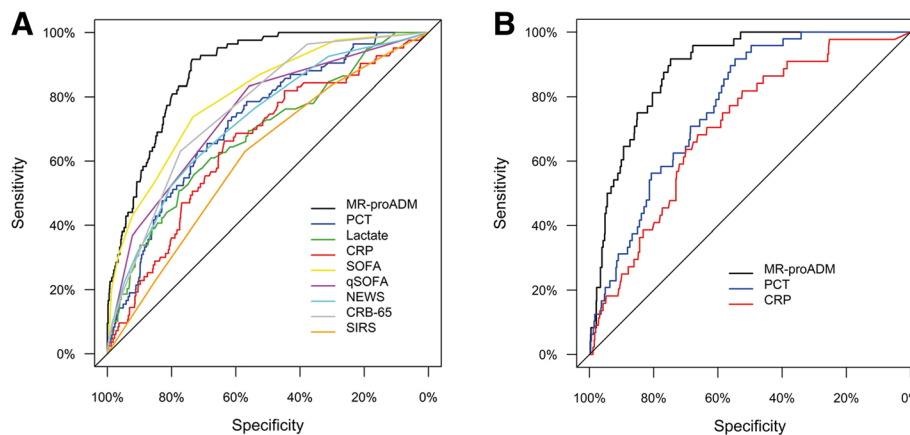 A
100%
80%
60%
40%
20%
0%
Sensitivity
MR-proADM
PCT
Lactate
CRP
SOFA
qSOFA
NEWS
CRB-65
SIRS
100% 80% 60% 40% 20% 0%
Specificity
B
100%
80%
60%
40%
20%
0%
Sensitivity
MR-proADM
PCT
CRP
100% 80% 60% 40% 20% 0%
Specificity